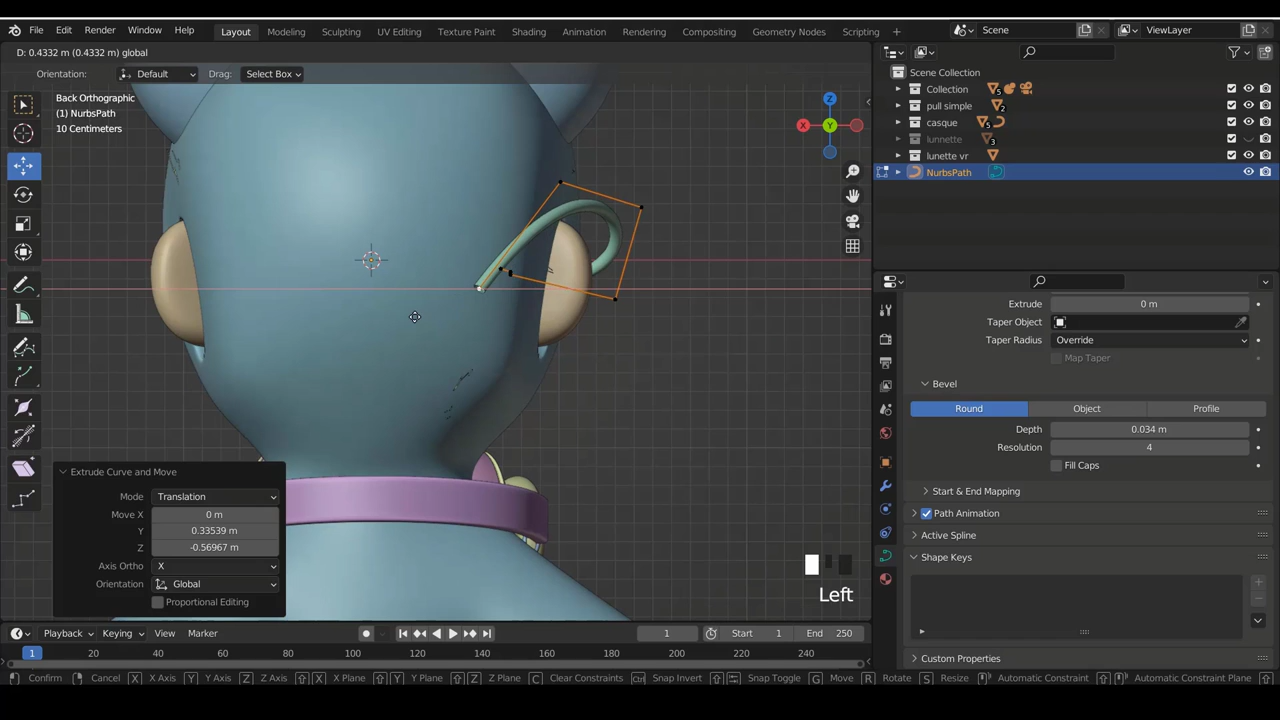 File Edit Render Window Help Layout Modeling Sculpting UV Editing Texture Paint Shading Animation Rendering Compositing Geometry Nodes Scripting + Scene ViewLayer
D: 0.4332 m (0.4332 m) global
Orientation: Default Drag: Select Box
Back Orthographic
(1) NurbsPath
10 Centimeters
Z
X Y
Scene Collection
Collection 5
pull simple 2
casque 5
lunnette 3
lunette vr
NurbsPath
Extrude 0 m
Taper Object
Taper Radius Override
Map Taper
Bevel
Round Object Profile
Depth 0.034 m
Resolution 4
Fill Caps
Start & End Mapping
Path Animation
Active Spline
Shape Keys
Custom Properties
Extrude Curve and Move
Mode Translation
Move X 0 m
Y 0.33539 m
Z -0.56967 m
Axis Ortho X
Orientation Global
Proportional Editing
Left
Playback Keying View Marker 1 Start 1 End 250
1 20 40 60 80 100 120 140 160 180 200 220 240
Confirm Cancel X X Axis Y Y Axis Z Z Axis X X Plane Y Y Plane Z Z Plane C Clear Constraints Ctrl Snap Invert Snap Toggle G Move R Rotate S Resize Automatic Constraint Automatic Constraint Plane